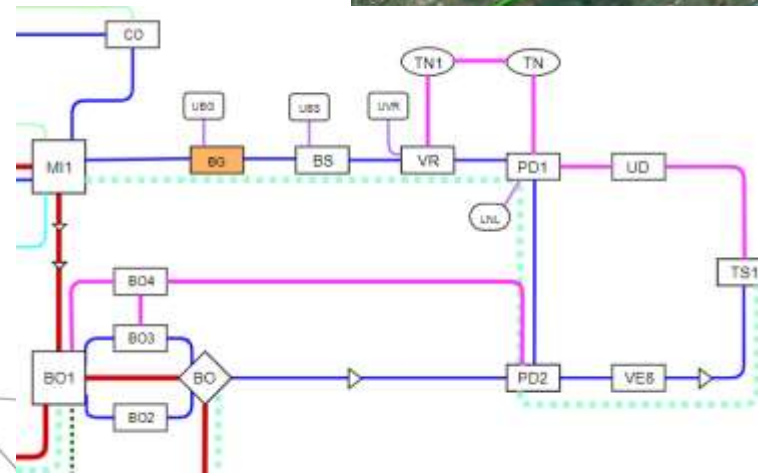 CO
TN1
TN
UBG
UBS
UVR
MI1
BG
BS
VR
PD1
UD
LNL
TS1
BO4
BO3
BO1
BO
PD2
VE8
BO2